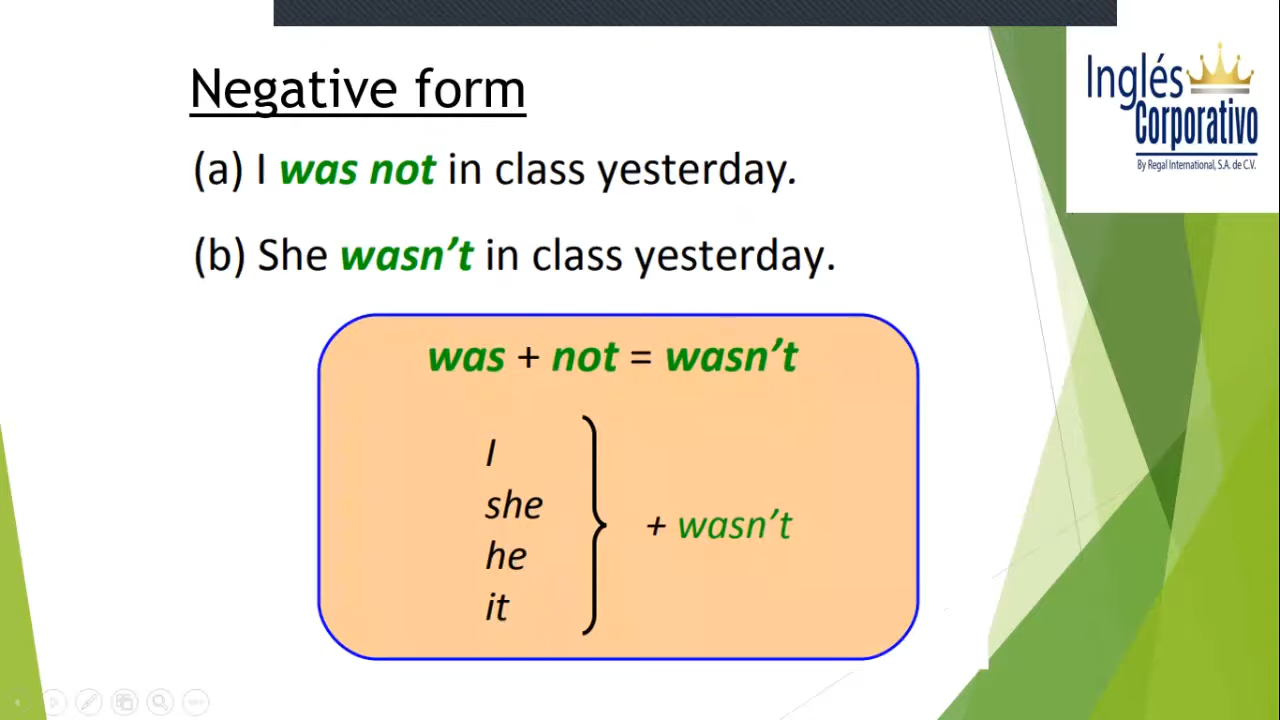 Negative form
(a) I was not in class yesterday.
(b) She wasn’t in class yesterday.
was + not = wasn’t
I
she
he
it
+ wasn’t
Inglés
Corporativo
By Regal International, S.A. de C.V.